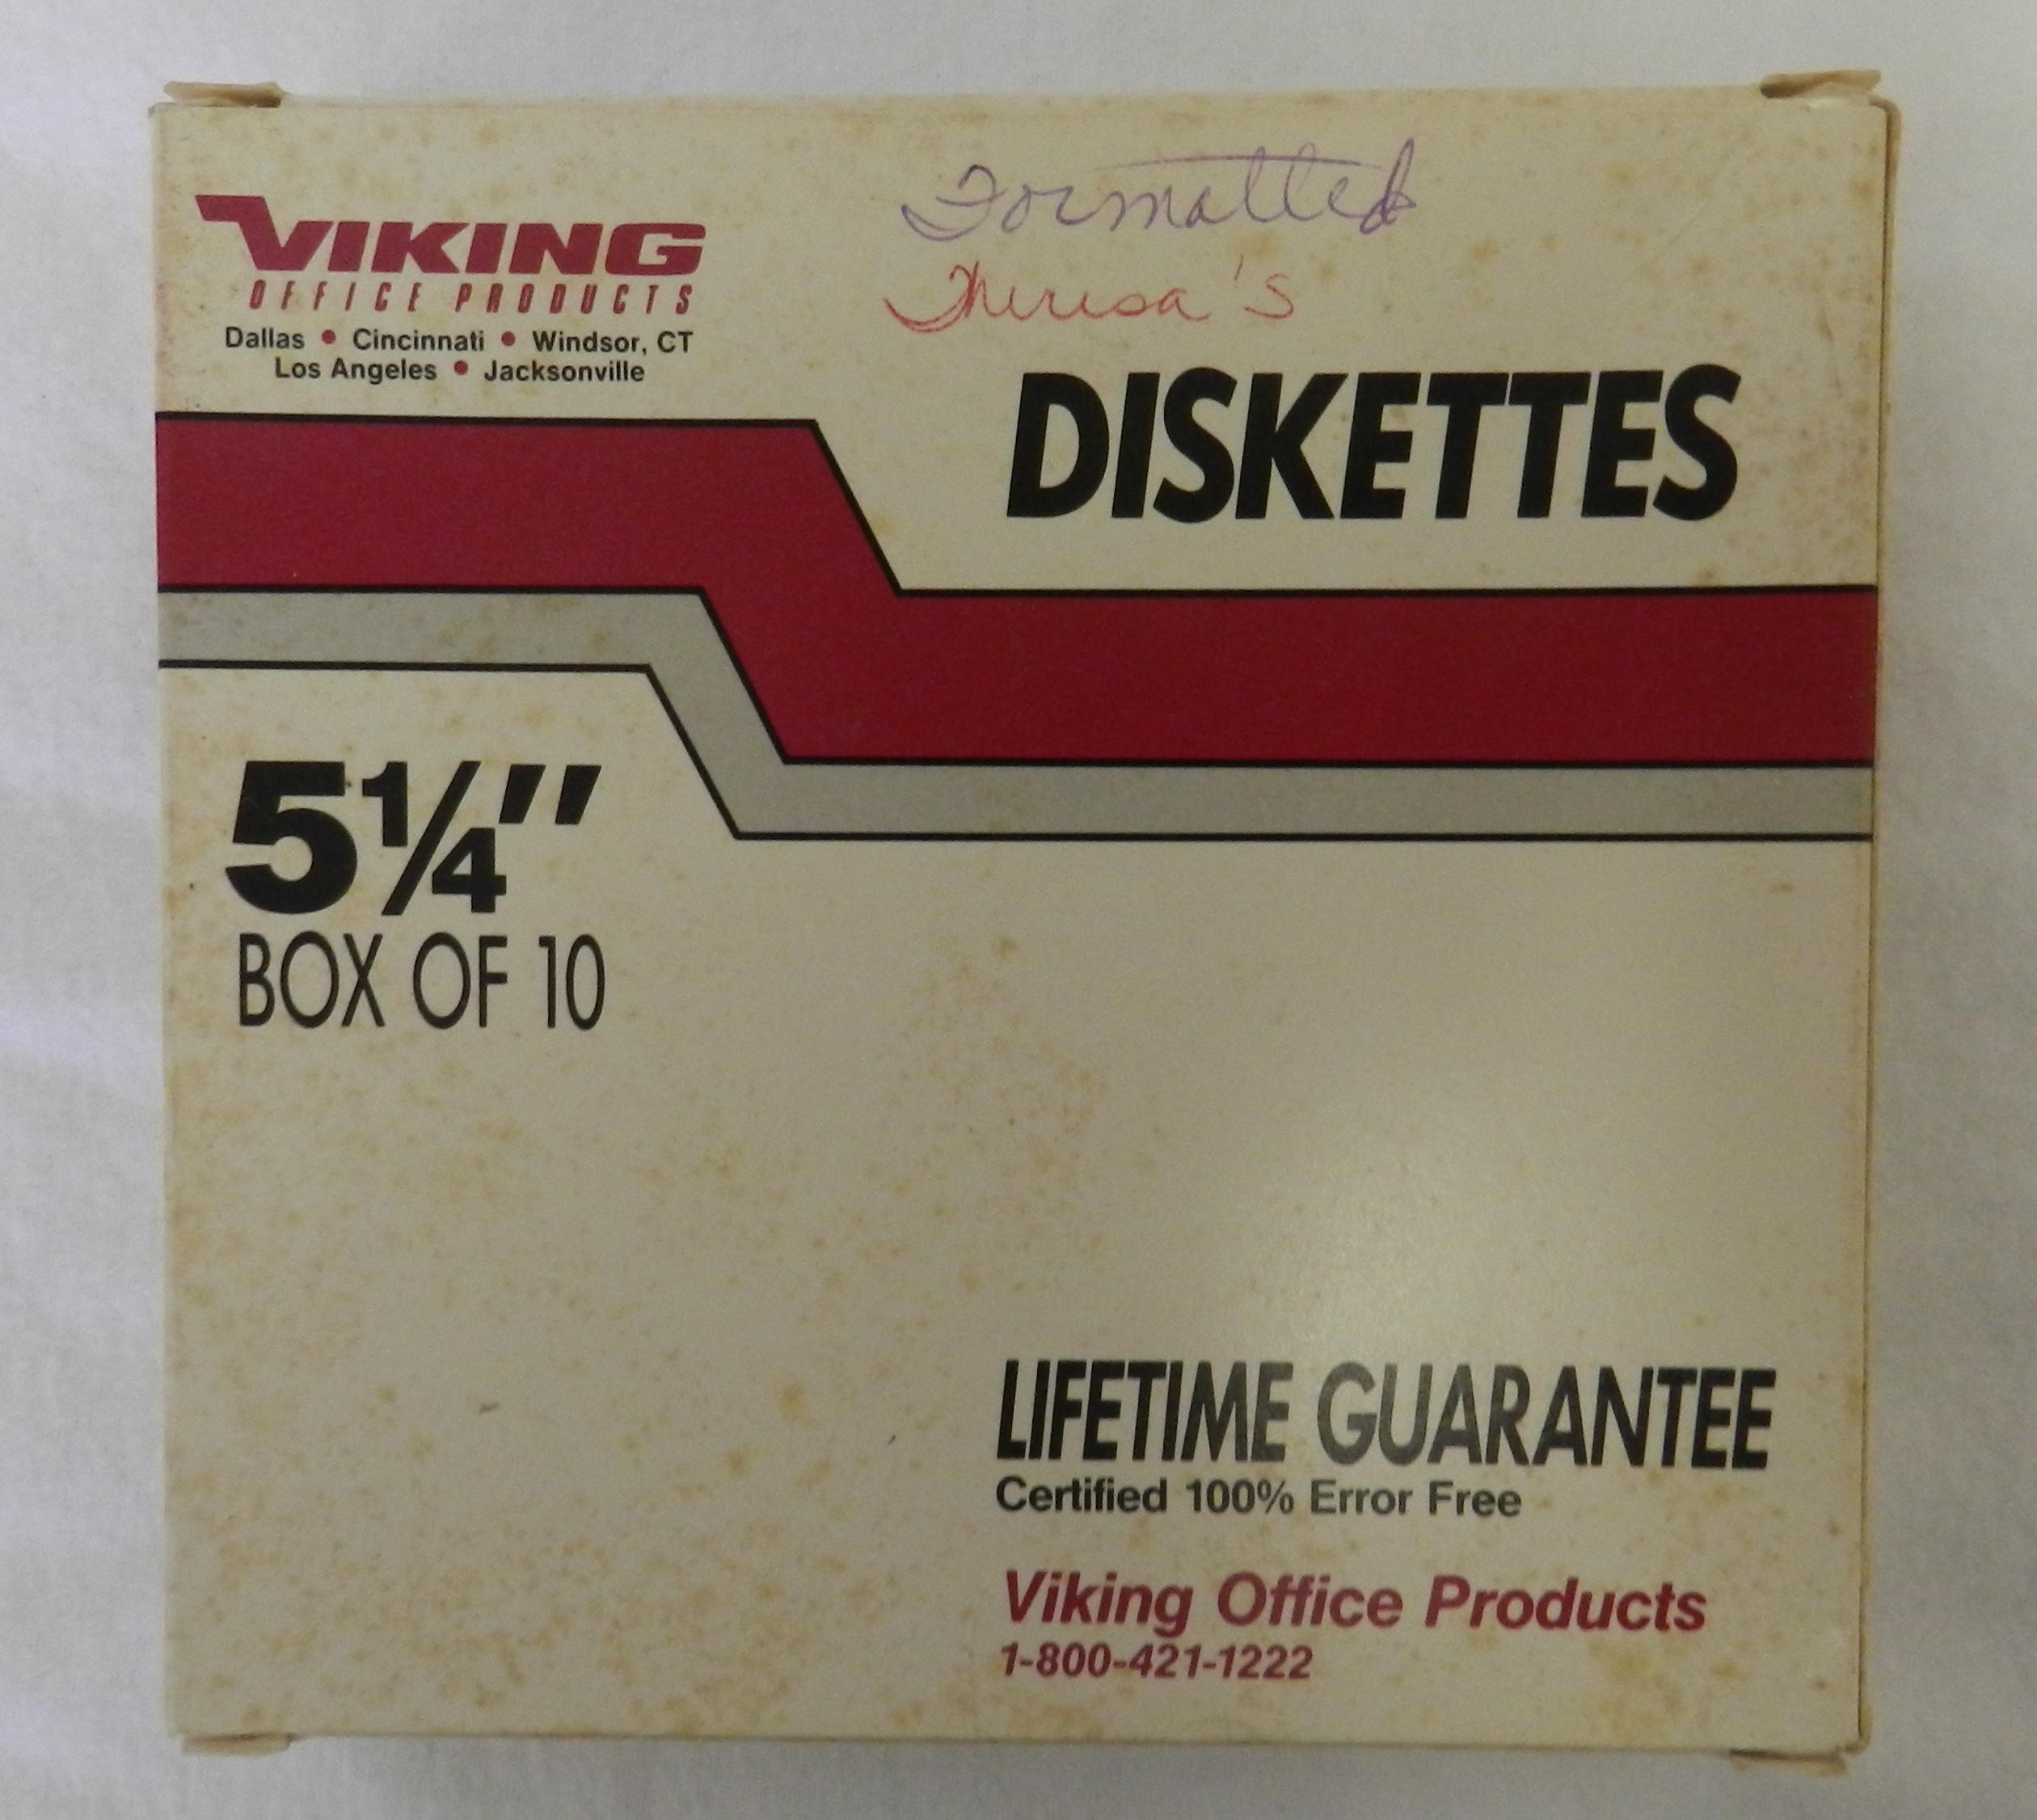 VIKING
OFFICE PRODUCTS
Dallas • Cincinnati • Windsor, CT
Los Angeles • Jacksonville
Formatted
Theresa's
DISKETTES
5¼"
BOX OF 10
LIFETIME GUARANTEE
Certified 100% Error Free
Viking Office Products
1-800-421-1222